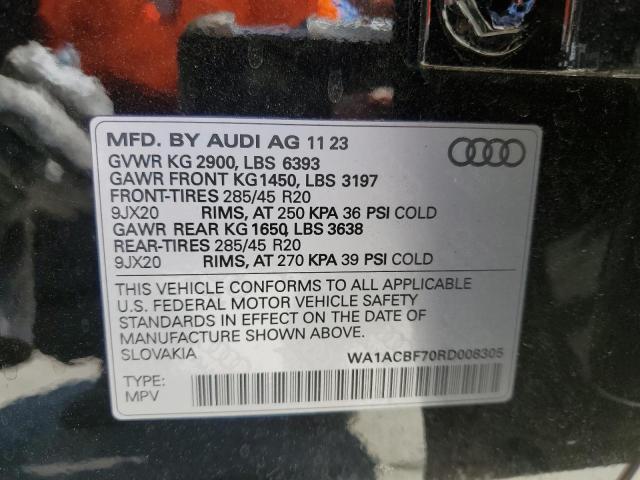 MFD. BY AUDI AG 11 23
GVWR KG 2900, LBS 6393
GAWR FRONT KG1450, LBS 3197
FRONT-TIRES 285/45 R20
9JX20 RIMS, AT 250 KPA 36 PSI COLD
GAWR REAR KG 1650, LBS 3638
REAR-TIRES 285/45 R20
9JX20 RIMS, AT 270 KPA 39 PSI COLD
THIS VEHICLE CONFORMS TO ALL APPLICABLE
U.S. FEDERAL MOTOR VEHICLE SAFETY
STANDARDS IN EFFECT ON THE DATE OF
MANUFACTURE SHOWN ABOVE.
SLOVAKIA WA1ACBF70RD008305
TYPE:
MPV